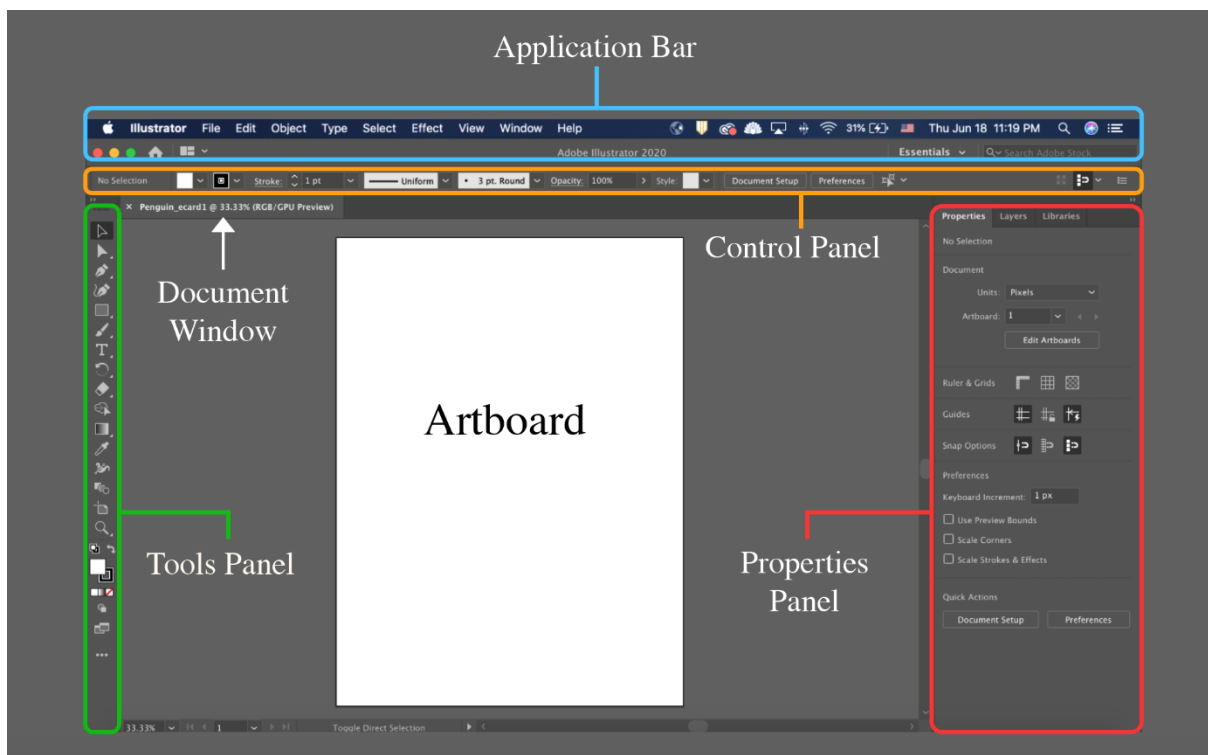 Application Bar
Illustrator File Edit Object Type Select Effect View Window Help 31% Thu Jun 18 11:19 PM
Adobe Illustrator 2020 Essentials Search Adobe Stock
No Selection Stroke: 1 pt Uniform 3 pt. Round Opacity: 100% Style: Document Setup Preferences
× Penguin_ecard1 @ 33.33% (RGB/GPU Preview)
Control Panel
Document
Window
Artboard
Tools Panel
Properties
Panel
Properties Layers Libraries
No Selection
Document
Units: Pixels
Artboard: 1
Edit Artboards
Ruler & Grids
Guides
Snap Options
Preferences
Keyboard Increment: 1 px
Use Preview Bounds
Scale Corners
Scale Strokes & Effects
Quick Actions
Document Setup Preferences
33.33% 1 Toggle Direct Selection